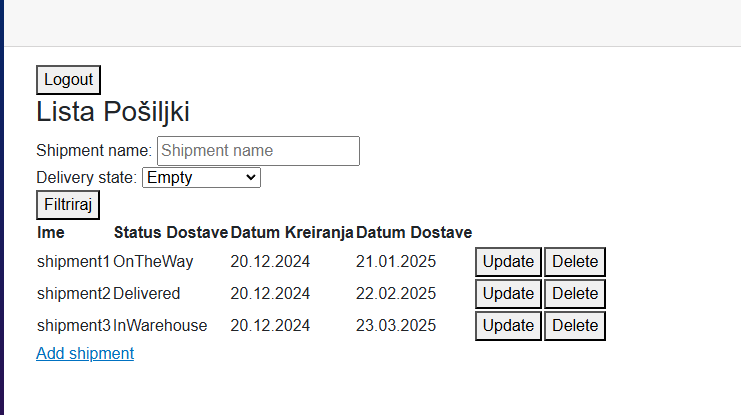 Logout
Lista Pošiljki
Shipment name: Shipment name
Delivery state: Empty
Filtriraj
Ime Status Dostave Datum Kreiranja Datum Dostave
shipment1 OnTheWay 20.12.2024 21.01.2025 Update Delete
shipment2 Delivered 20.12.2024 22.02.2025 Update Delete
shipment3 InWarehouse 20.12.2024 23.03.2025 Update Delete
Add shipment